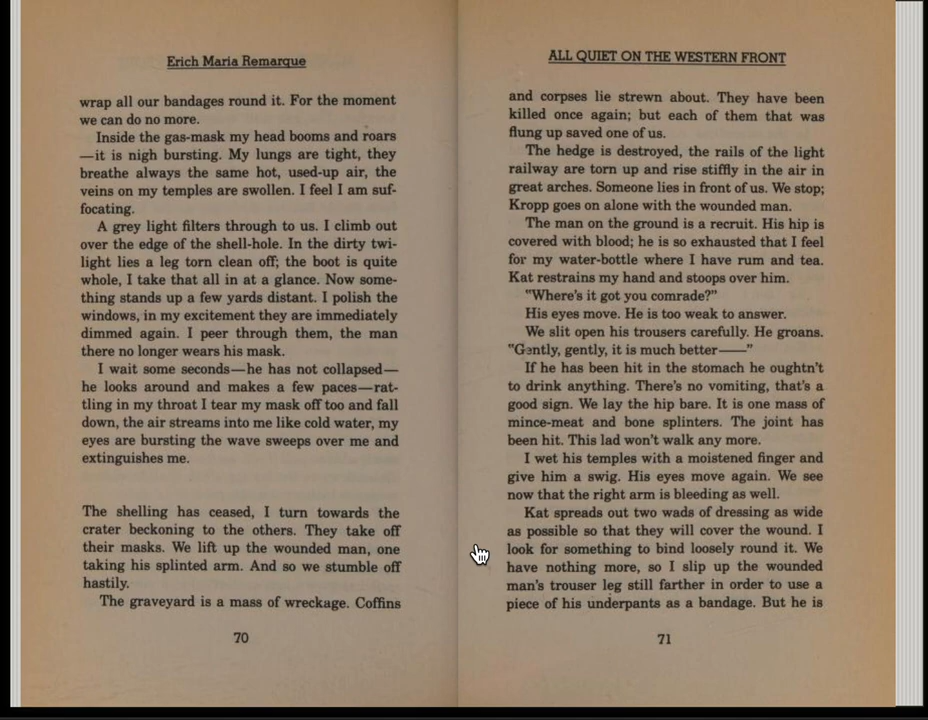 Erich Maria Remarque
wrap all our bandages round it. For the moment
we can do no more.
Inside the gas-mask my head booms and roars
—it is nigh bursting. My lungs are tight, they
breathe always the same hot, used-up air, the
veins on my temples are swollen. I feel I am suf-
focating.
A grey light filters through to us. I climb out
over the edge of the shell-hole. In the dirty twi-
light lies a leg torn clean off; the boot is quite
whole, I take that all in at a glance. Now some-
thing stands up a few yards distant. I polish the
windows, in my excitement they are immediately
dimmed again. I peer through them, the man
there no longer wears his mask.
I wait some seconds—he has not collapsed—
he looks around and makes a few paces—rat-
tling in my throat I tear my mask off too and fall
down, the air streams into me like cold water, my
eyes are bursting the wave sweeps over me and
extinguishes me.
The shelling has ceased, I turn towards the
crater beckoning to the others. They take off
their masks. We lift up the wounded man, one
taking his splinted arm. And so we stumble off
hastily.
The graveyard is a mass of wreckage. Coffins
70
ALL QUIET ON THE WESTERN FRONT
and corpses lie strewn about. They have been
killed once again; but each of them that was
flung up saved one of us.
The hedge is destroyed, the rails of the light
railway are torn up and rise stiffly in the air in
great arches. Someone lies in front of us. We stop;
Kropp goes on alone with the wounded man.
The man on the ground is a recruit. His hip is
covered with blood; he is so exhausted that I feel
for my water-bottle where I have rum and tea.
Kat restrains my hand and stoops over him.
"Where's it got you comrade?"
His eyes move. He is too weak to answer.
We slit open his trousers carefully. He groans.
"Gently, gently, it is much better——"
If he has been hit in the stomach he oughtn't
to drink anything. There's no vomiting, that's a
good sign. We lay the hip bare. It is one mass of
mince-meat and bone splinters. The joint has
been hit. This lad won't walk any more.
I wet his temples with a moistened finger and
give him a swig. His eyes move again. We see
now that the right arm is bleeding as well.
Kat spreads out two wads of dressing as wide
as possible so that they will cover the wound. I
look for something to bind loosely round it. We
have nothing more, so I slip up the wounded
man's trouser leg still farther in order to use a
piece of his underpants as a bandage. But he is
71